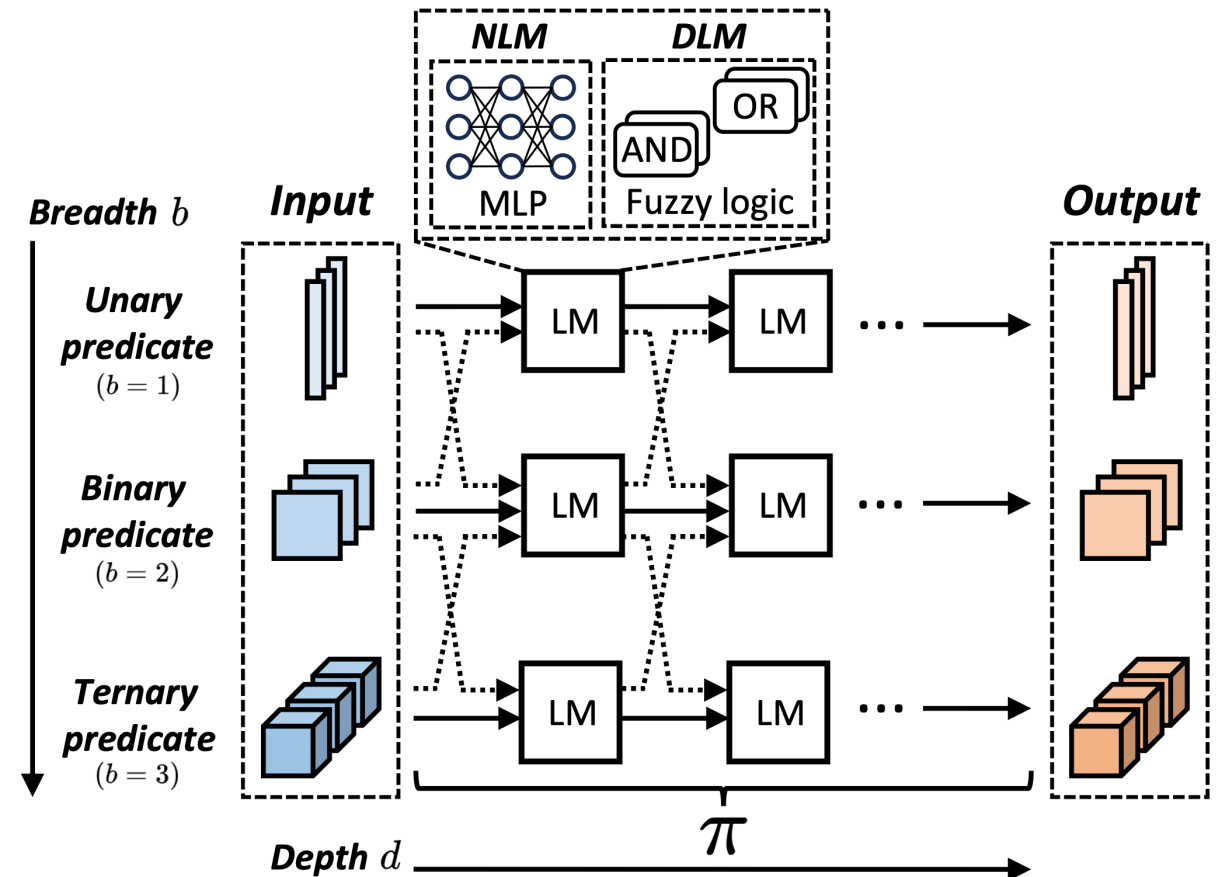 NLM DLM
OR
AND
MLP Fuzzy logic
Breadth b Input Output
Unary
predicate
(b = 1)
LM LM ...
Binary
predicate
(b = 2)
LM LM ...
Ternary
predicate
(b = 3)
LM LM ...
π
Depth d